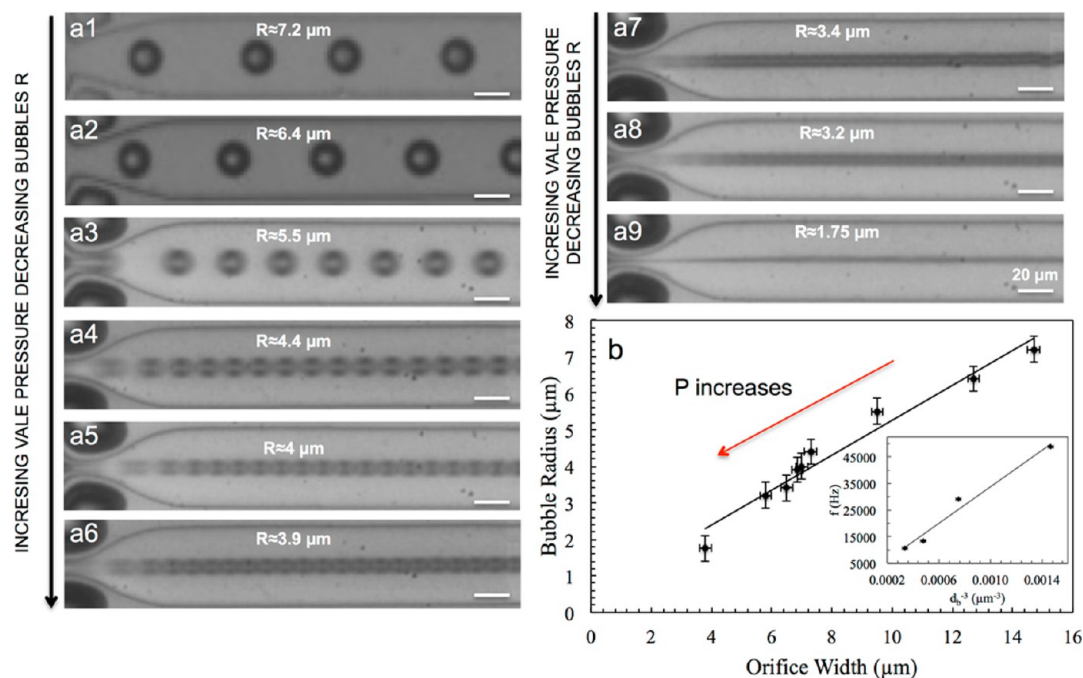 INCRESING VALE PRESSURE DECREASING BUBBLES R
a1
R≈7.2 µm
a2
R≈6.4 µm
a3
R≈5.5 µm
a4
R≈4.4 µm
a5
R≈4 µm
a6
R≈3.9 µm
INCRESING VALE PRESSURE
DECREASING BUBBLES R
a7
R≈3.4 µm
a8
R≈3.2 µm
a9
R≈1.75 µm
20 µm
b
P increases
Bubble Radius (µm)
8
7
6
5
4
3
2
1
0
0 2 4 6 8 10 12 14 16
Orifice Width (µm)
f (Hz)
45000
35000
25000
15000
5000
0.0002 0.0006 0.0010 0.0014
d_b⁻³ (µm⁻³)